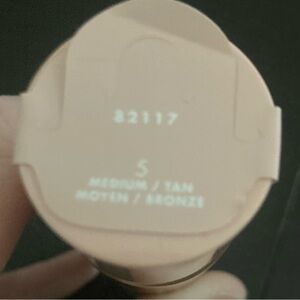 82117
5
MEDIUM / TAN
MOYEN / BRONZE